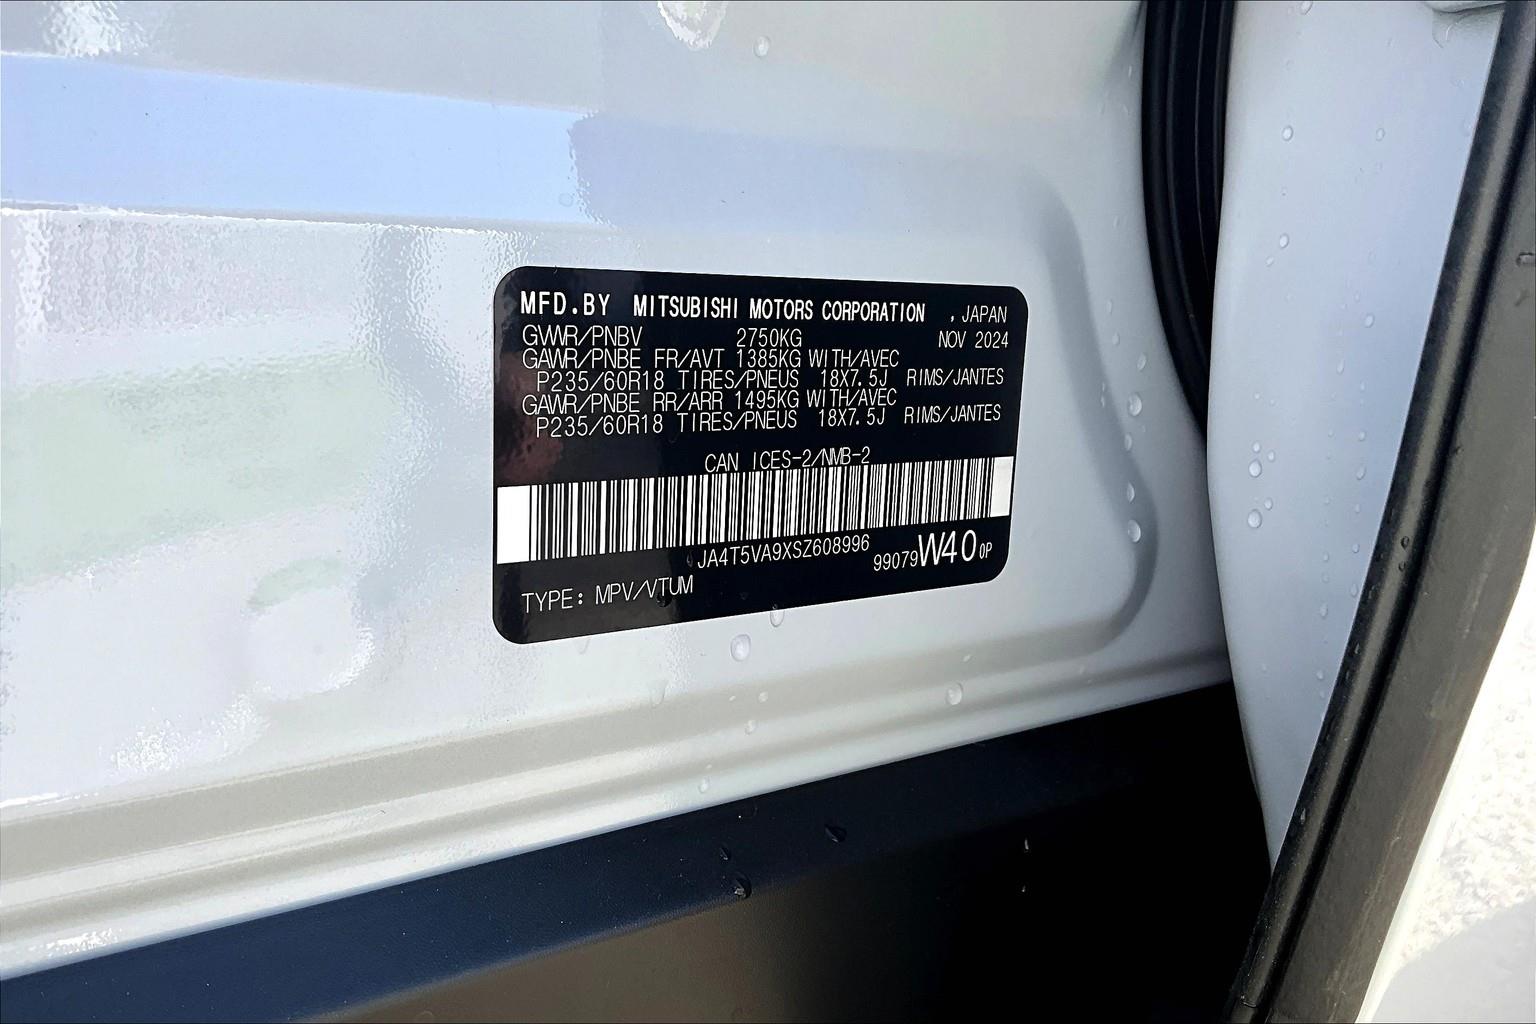 MFD.BY MITSUBISHI MOTORS CORPORATION , JAPAN
GWWR/PNBV 2750KG NOV 2024
GAWR/PNBE FR/AVT 1385KG WITH/AVEC
P235/60R18 TIRES/PNEUS 18X7.5J RIMS/JANTES
GAWR/PNBE RR/ARR 1495KG WITH/AVEC
P235/60R18 TIRES/PNEUS 18X7.5J RIMS/JANTES
CAN ICES-2/NMB-2
JA4T5VA9XSZ608996
99079 W40 0P
TYPE: MPV/VTUM